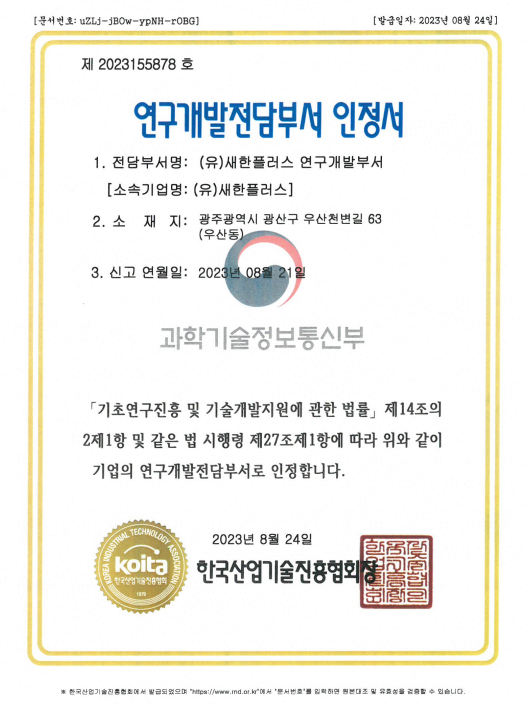 [문서번호: uZLj-jBOw-ypNH-rOBG]
[발급일자: 2023년 08월 24일]
제 2023155878 호
연구개발전담부서 인정서
1. 전담부서명: (유)새한플러스 연구개발부서
[소속기업명: (유)새한플러스]
2. 소 재 지: 광주광역시 광산구 우산천변길 63
(우산동)
3. 신고 연월일: 2023년 08월 21일
과학기술정보통신부
「기초연구진흥 및 기술개발지원에 관한 법률」 제14조의
2제1항 및 같은 법 시행령 제27조제1항에 따라 위와 같이
기업의 연구개발전담부서로 인정합니다.
2023년 8월 24일
한국산업기술진흥협회장
KOREA INDUSTRIAL TECHNOLOGY ASSOCIATION
koita
한국산업기술진흥협회
1979
※ 한국산업기술진흥협회에서 발급되었으며 "https://www.rnd.or.kr"에서 "문서번호"를 입력하면 원본대조 및 유효성을 검증할 수 있습니다.